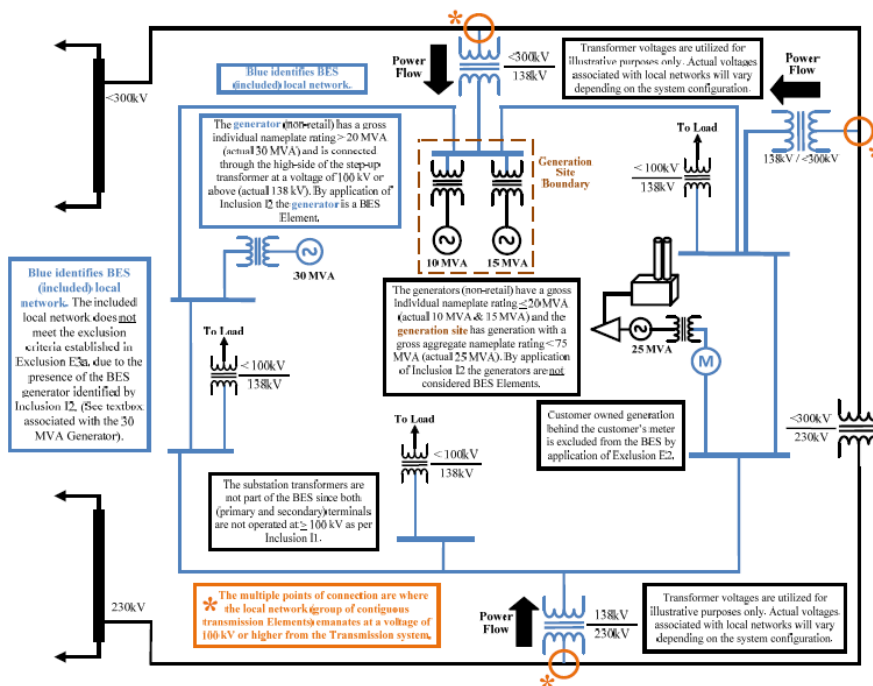 Power
Flow
<300kV
138kV
Transformer voltages are utilized for
illustrative purposes only. Actual voltages
associated with local networks will vary
depending on the system configuration.
Blue identifies BES
(included) local network.
<300kV
Power
Flow
The generator (non-retail) has a gross
individual nameplate rating > 20 MVA
(actual 30 MVA) and is connected
through the high-side of the step-up
transformer at a voltage of 100 kV or
above (actual 138 kV). By application of
Inclusion I2 the generator is a BES
Element.
Generation
Site
Boundary
To Load
<100kV
138kV
138kV / <300kV
10 MVA
15 MVA
30 MVA
Blue identifies BES
(included) local
network. The included
local network does not
meet the exclusion
criteria established in
Exclusion E3a, due to the
presence of the BES
generator identified by
Inclusion I2, (See textbox
associated with the 30
MVA Generator).
The generators (non-retail) have a gross
Individual nameplate rating ≤20 MVA
(actual 10 MVA & 15 MVA) and the
generation site has generation with a
gross aggregate nameplate rating <75
MVA (actual 25 MVA). By application
of Inclusion I2 the generators are not
considered BES Elements.
25 MVA
M
To Load
<100kV
138kV
<300kV
230kV
To Load
<100kV
138kV
Customer owned generation
behind the customer's meter
is excluded from the BES by
application of Exclusion E2.
The substation transformers are
not part of the BES since both
(primary and secondary) terminals
are not operated at ≥ 100 kV as per
Inclusion I1.
230kV
* The multiple points of connection are where
the local network (group of contiguous
transmission Elements) emanates at a voltage of
100 kV or higher from the Transmission system.
Power
Flow
138kV
230kV
Transformer voltages are utilized for
illustrative purposes only. Actual voltages
associated with local networks will vary
depending on the system configuration.